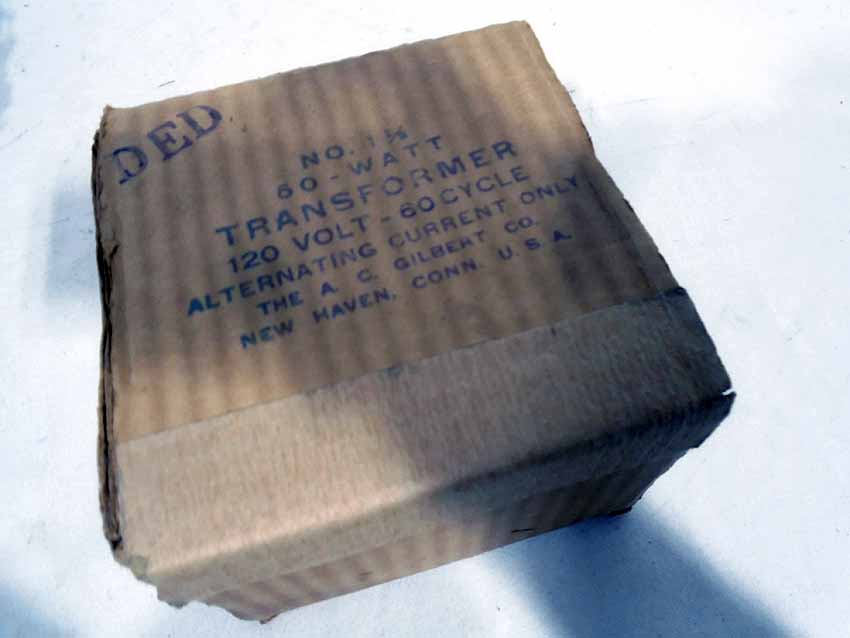 DED
NO. 1½
50-WATT
TRANSFORMER
120 VOLT-60 CYCLE
ALTERNATING CURRENT ONLY
THE A. C. GILBERT CO.
NEW HAVEN, CONN. U. S. A.